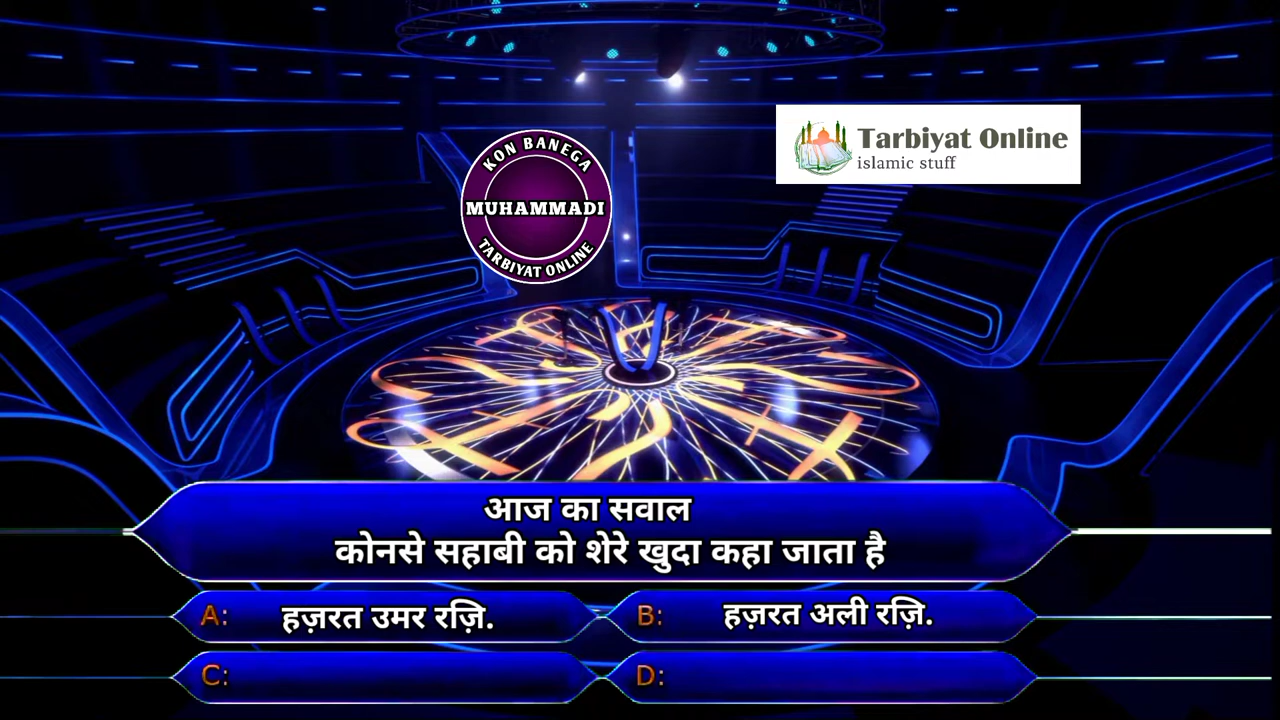 KON BANEGA
MUHAMMADI
TARBIYAT ONLINE
Tarbiyat Online
islamic stuff
आज का सवाल
कोनसे सहाबी को शेरे खुदा कहा जाता है
A: हज़रत उमर रज़ि.
B: हज़रत अली रज़ि.
C:
D: